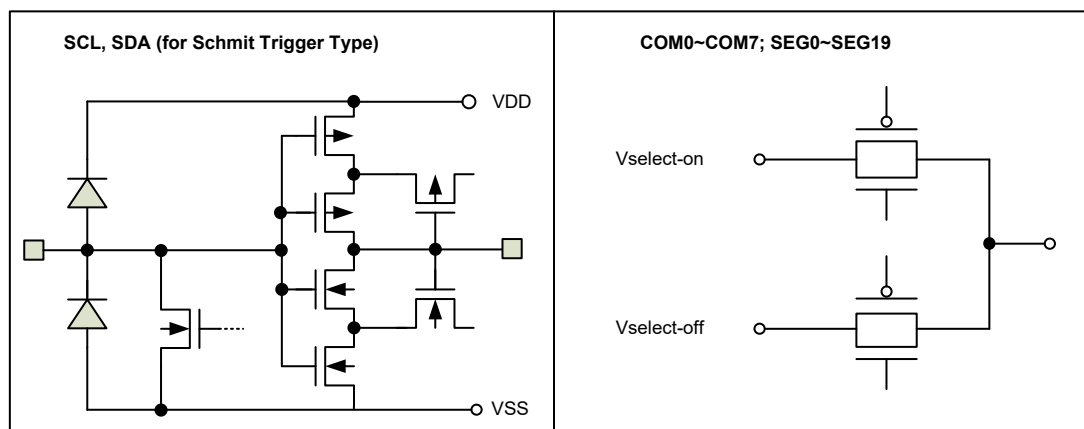 SCL, SDA (for Schmit Trigger Type)
VDD
VSS
COM0~COM7; SEG0~SEG19
Vselect-on
Vselect-off